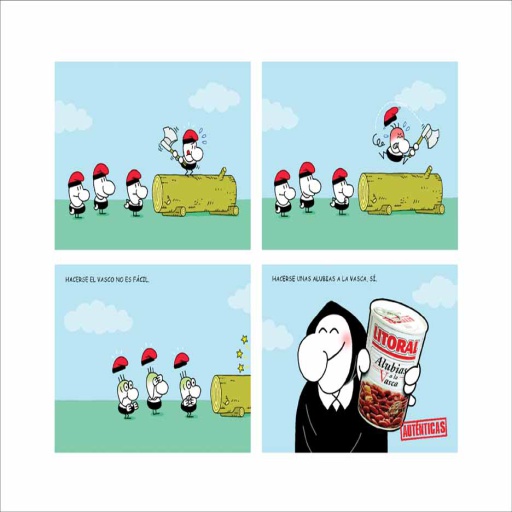 HACERSE EL VASCO NO ES FÁCIL.
HACERSE UNAS ALUBIAS A LA VASCA, SÍ.
LITORAL
Alubias
a la
Vasca
AUTÉNTICAS